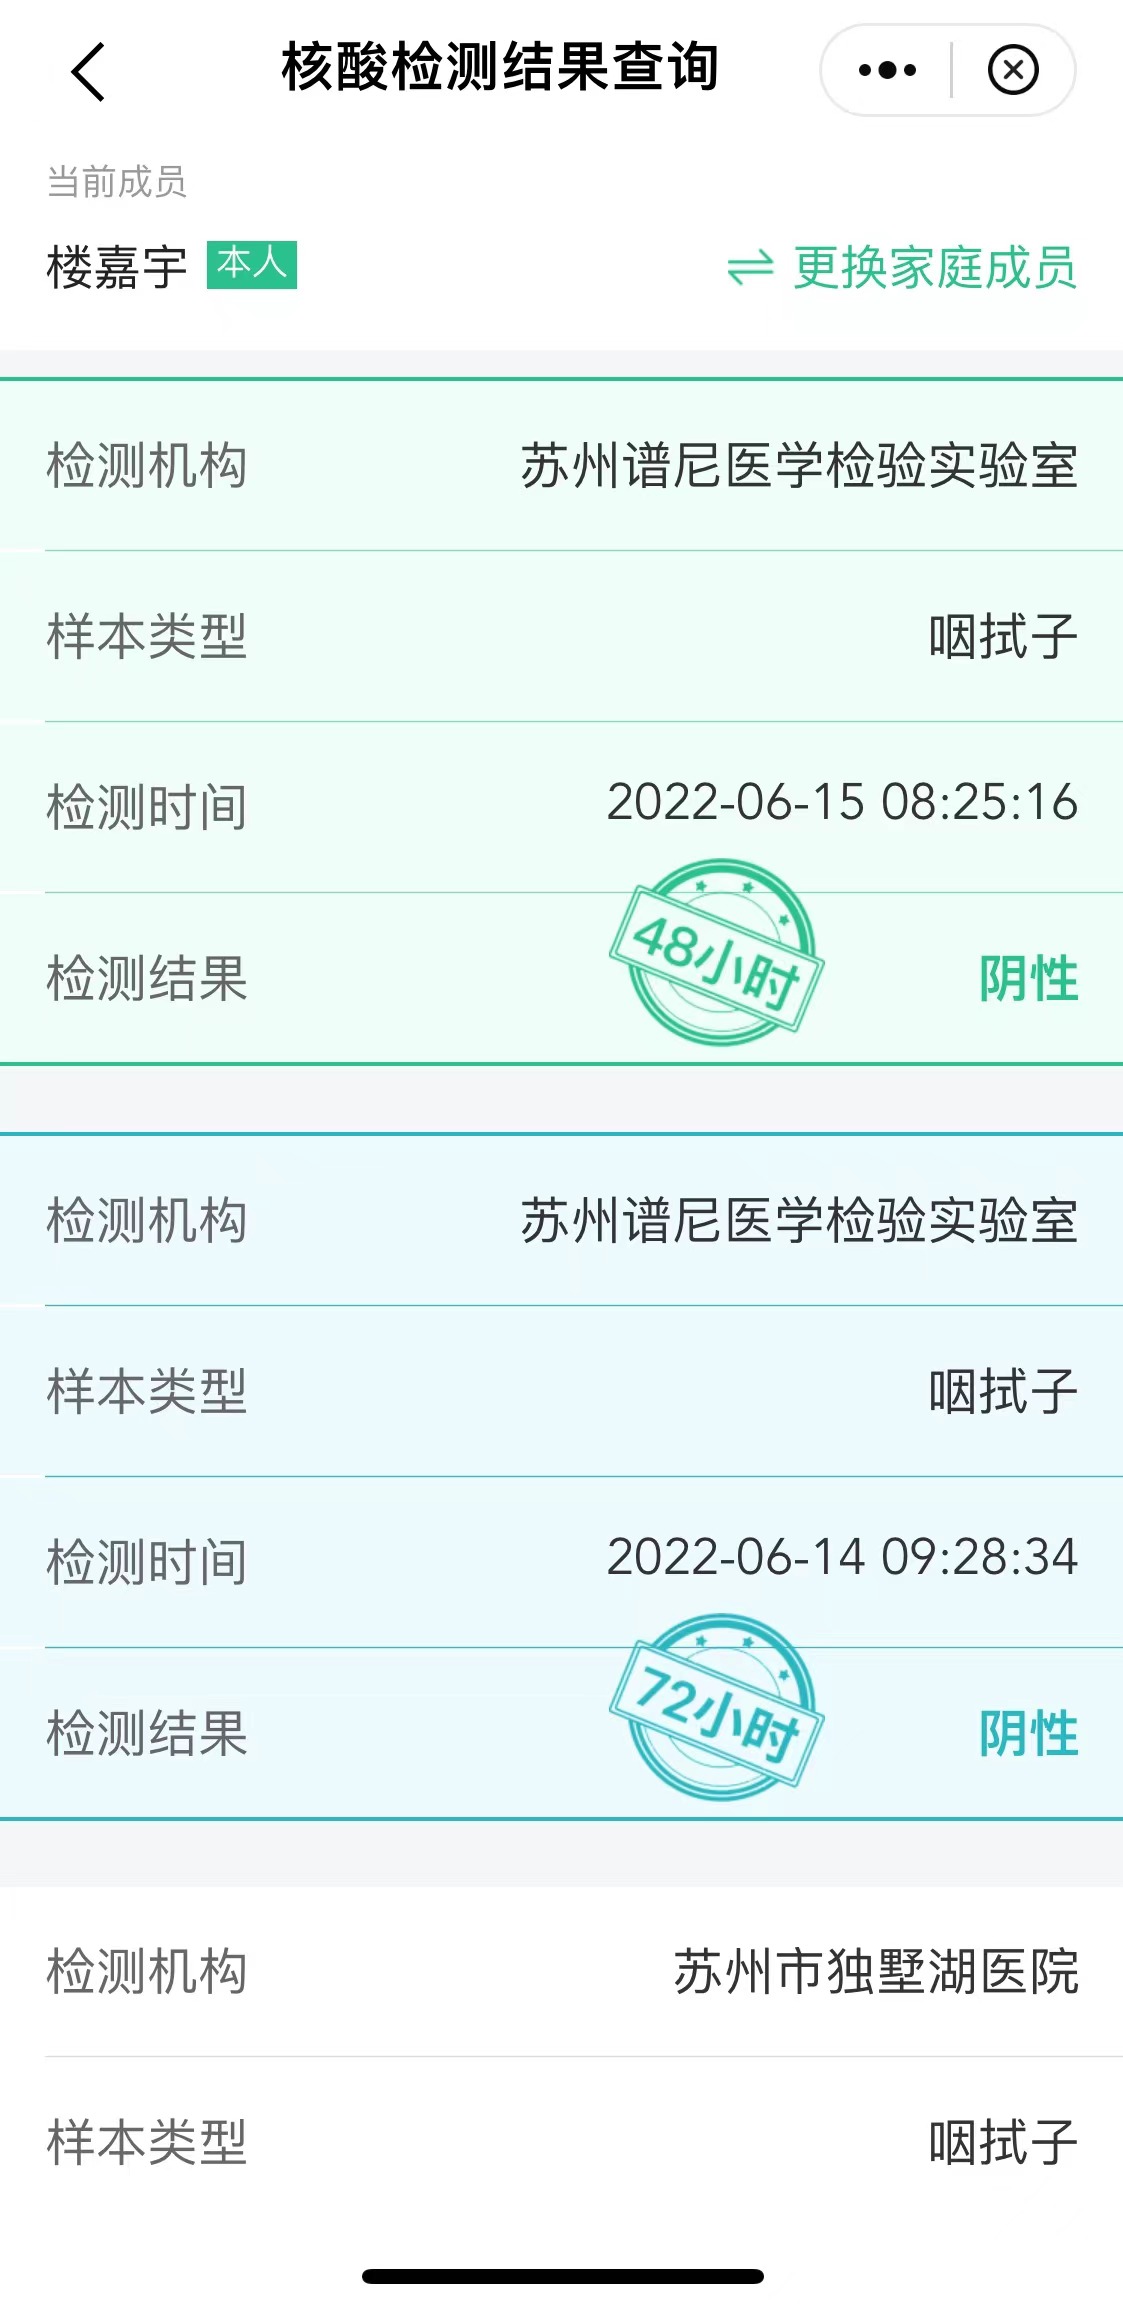 核酸检测结果查询
当前成员
楼嘉宇 本人 更换家庭成员
检测机构 苏州谱尼医学检验实验室
样本类型 咽拭子
检测时间 2022-06-15 08:25:16
检测结果 48小时 阴性
检测机构 苏州谱尼医学检验实验室
样本类型 咽拭子
检测时间 2022-06-14 09:28:34
检测结果 72小时 阴性
检测机构 苏州市独墅湖医院
样本类型 咽拭子